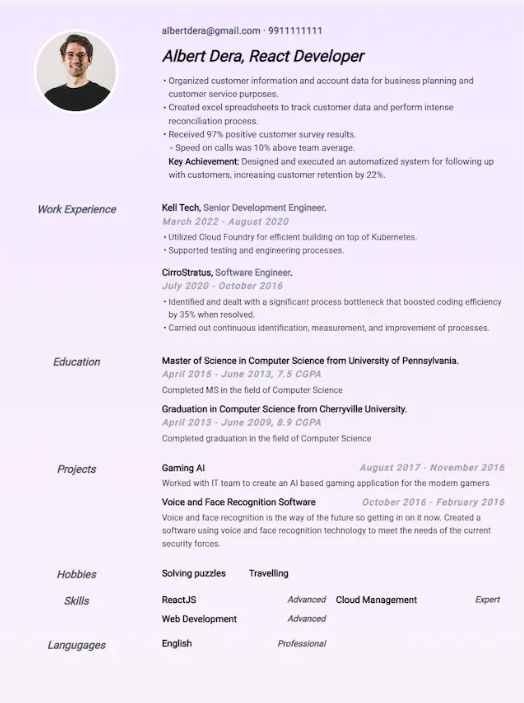 albertdera@gmail.com · 9911111111
Albert Dera, React Developer
• Organized customer information and account data for business planning and
customer service purposes.
• Created excel spreadsheets to track customer data and perform intense
reconciliation process.
• Received 97% positive customer survey results.
◦ Speed on calls was 10% above team average.
Key Achievement: Designed and executed an automatized system for following up
with customers, increasing customer retention by 22%.
Work Experience
Kell Tech, Senior Development Engineer.
March 2022 - August 2020
• Utilized Cloud Foundry for efficient building on top of Kubernetes.
• Supported testing and engineering processes.
CirroStratus, Software Engineer.
July 2020 - October 2016
• Identified and dealt with a significant process bottleneck that boosted coding efficiency
by 35% when resolved.
• Carried out continuous identification, measurement, and improvement of processes.
Education
Master of Science in Computer Science from University of Pennsylvania.
April 2015 - June 2013, 7.5 CGPA
Completed MS in the field of Computer Science
Graduation in Computer Science from Cherryville University.
April 2013 - June 2009, 8.9 CGPA
Completed graduation in the field of Computer Science
Projects
Gaming AI August 2017 - November 2016
Worked with IT team to create an AI based gaming application for the modern gamers
Voice and Face Recognition Software October 2016 - February 2016
Voice and face recognition is the way of the future so getting in on it now. Created a
software using voice and face recognition technology to meet the needs of the current
security forces.
Hobbies Solving puzzles Travelling
Skills ReactJS Advanced Cloud Management Expert
Web Development Advanced
Langugages English Professional